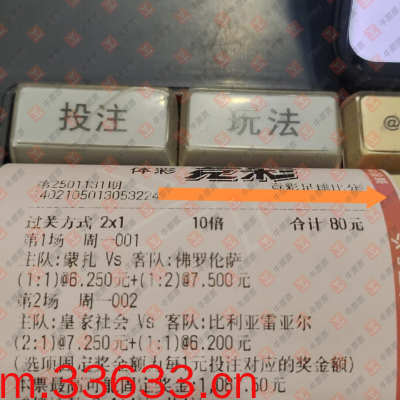 投注 玩法 @
体彩 竞彩
402105013053224
过关方式 2x1 10倍 合计 80元
第1场 周一001
主队:蒙扎 Vs 客队:佛罗伦萨
(1:1)@6.250元+(1:2)@7.500元
第2场 周一002
主队:皇家社会 Vs 客队:比利亚雷亚尔
(2:1)@7.250元+(1:1)@6.200元
(选项固定奖金额为每1元投注对应的奖金额)
m.33633.cn